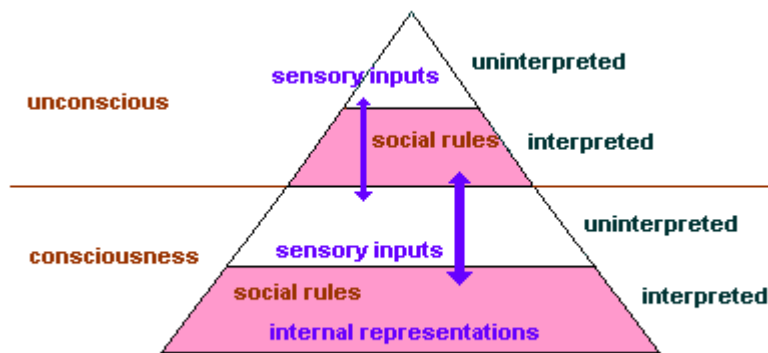 uninterpreted
sensory inputs
unconscious
social rules
interpreted
uninterpreted
consciousness
sensory inputs
social rules
interpreted
internal representations